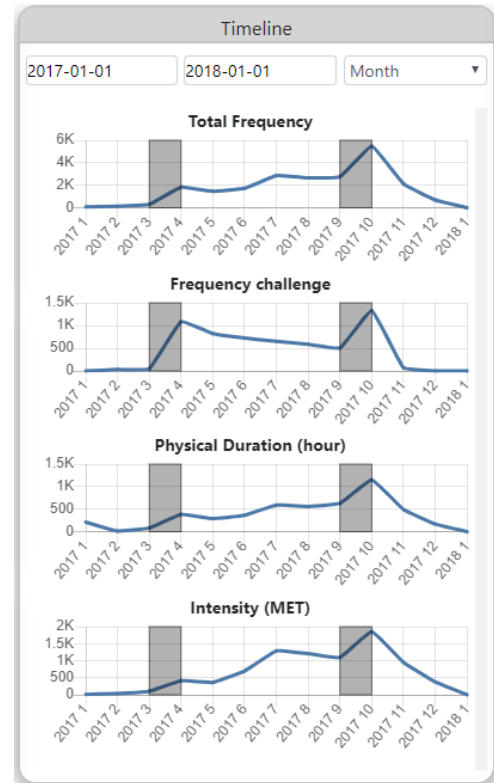 Timeline
2017-01-01 2018-01-01 Month
Total Frequency
6K
4K
2K
0
2017 1 2017 2 2017 3 2017 4 2017 5 2017 6 2017 7 2017 8 2017 9 2017 10 2017 11 2017 12 2018 1
Frequency challenge
1.5K
1K
500
0
2017 1 2017 2 2017 3 2017 4 2017 5 2017 6 2017 7 2017 8 2017 9 2017 10 2017 11 2017 12 2018 1
Physical Duration (hour)
1.5K
1K
500
0
2017 1 2017 2 2017 3 2017 4 2017 5 2017 6 2017 7 2017 8 2017 9 2017 10 2017 11 2017 12 2018 1
Intensity (MET)
2K
1.5K
1K
500
0
2017 1 2017 2 2017 3 2017 4 2017 5 2017 6 2017 7 2017 8 2017 9 2017 10 2017 11 2017 12 2018 1